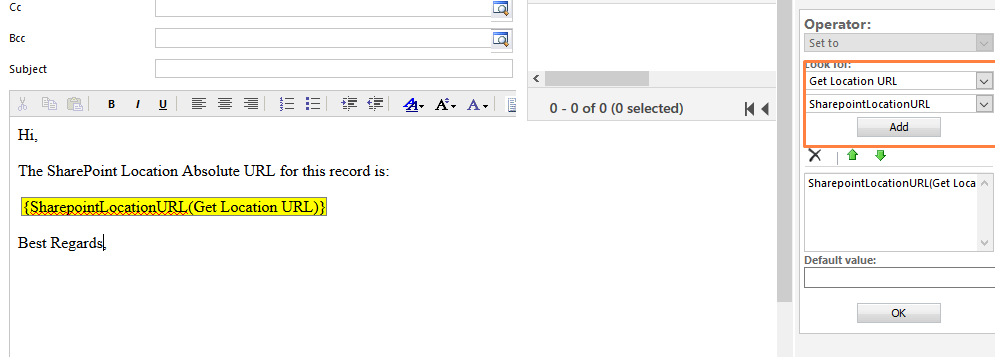 Cc
Bcc
Subject
B I U A A A
Hi,
The SharePoint Location Absolute URL for this record is:
{SharepointLocationURL(Get Location URL)}
Best Regards,
0 - 0 of 0 (0 selected)
Operator:
Set to
Look for:
Get Location URL
SharepointLocationURL
Add
SharepointLocationURL(Get Loca
Default value:
OK